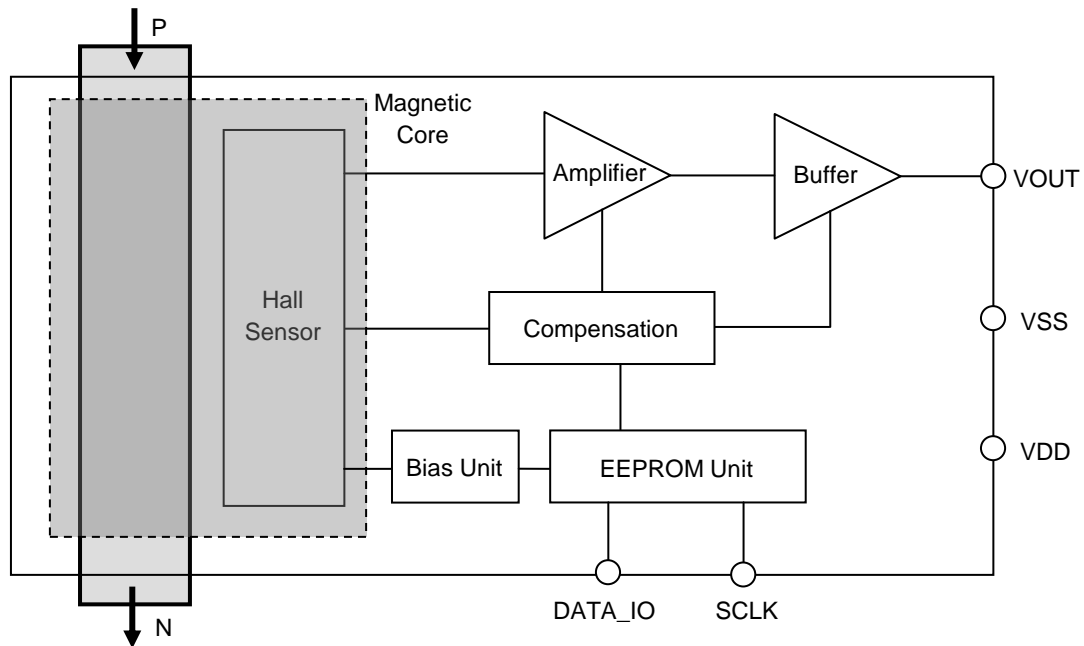 P
Magnetic
Core
Amplifier
Buffer
VOUT
Hall
Sensor
Compensation
VSS
Bias Unit
EEPROM Unit
VDD
DATA_IO
SCLK
N